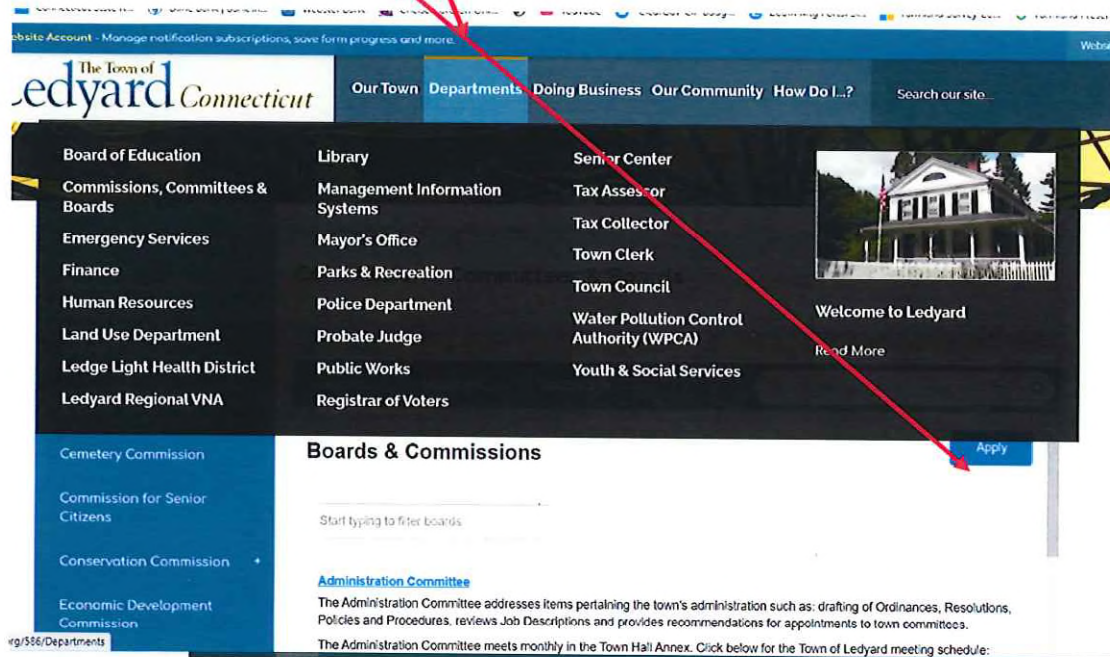 Website Account - Manage notification subscriptions, save form progress and more.
The Town of
Ledyard Connecticut
Our Town
Departments
Doing Business
Our Community
How Do I...?
Search our site...
Board of Education
Commissions, Committees &
Boards
Emergency Services
Finance
Human Resources
Land Use Department
Ledge Light Health District
Ledyard Regional VNA
Library
Management Information
Systems
Mayor's Office
Parks & Recreation
Police Department
Probate Judge
Public Works
Registrar of Voters
Senior Center
Tax Assessor
Tax Collector
Town Clerk
Town Council
Water Pollution Control
Authority (WPCA)
Youth & Social Services
Welcome to Ledyard
Read More
Cemetery Commission
Commission for Senior
Citizens
Conservation Commission +
Economic Development
Commission
Boards & Commissions
Apply
Start typing to filter boards
Administration Committee
The Administration Committee addresses items pertaining the town's administration such as: drafting of Ordinances, Resolutions,
Policies and Procedures, reviews Job Descriptions and provides recommendations for appointments to town committees.
The Administration Committee meets monthly in the Town Hall Annex. Click below for the Town of Ledyard meeting schedule:
rg/586/Departments